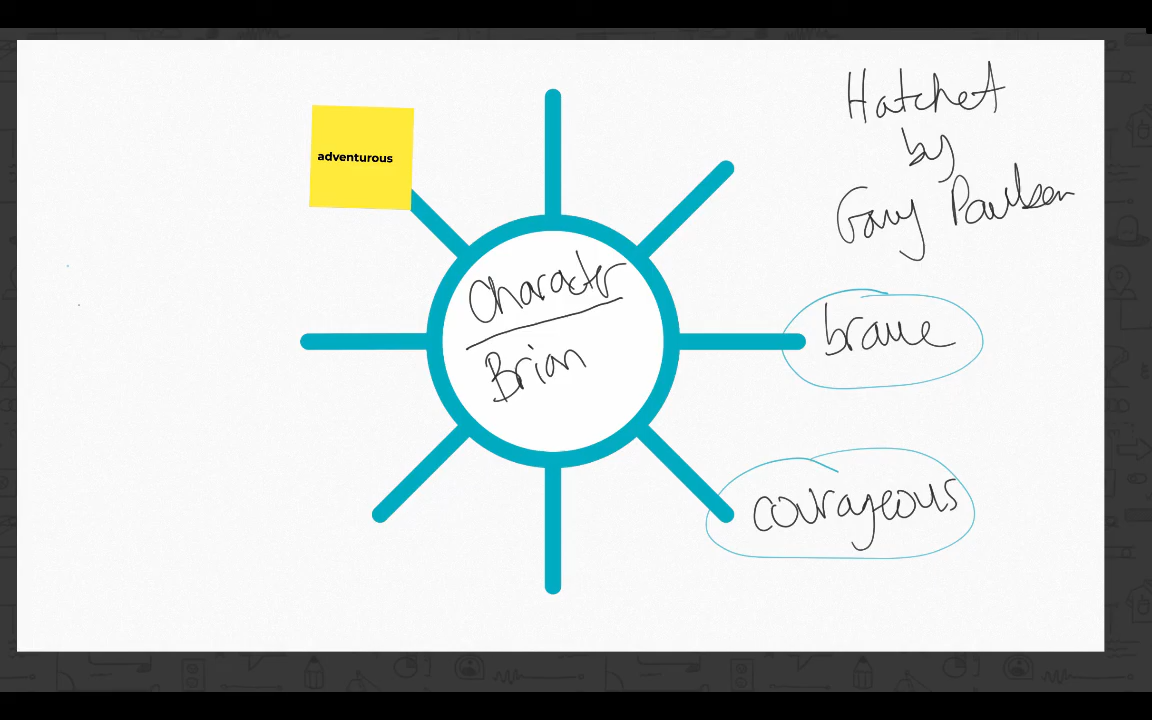 adventurous
Hatchet
by
Gary Paulsen
Character
Brian
brave
courageous